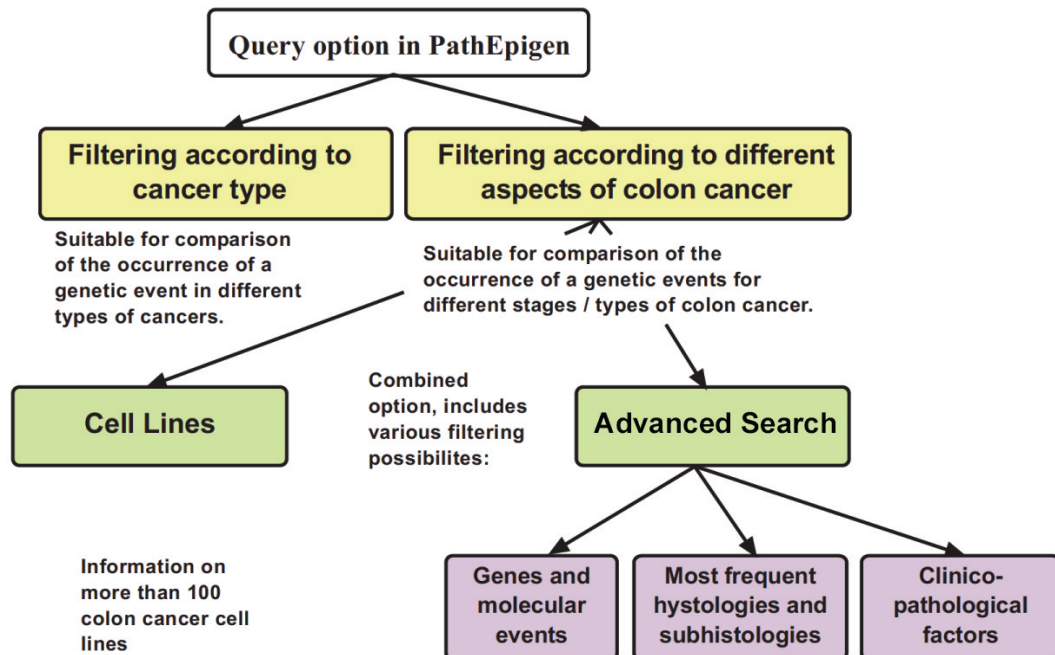 Query option in PathEpigen
Filtering according to
cancer type
Filtering according to different
aspects of colon cancer
Suitable for comparison
of the occurrence of a
genetic event in different
types of cancers.
Suitable for comparison of the
occurrence of a genetic events for
different stages / types of colon cancer.
Cell Lines
Combined
option, includes
various filtering
possibilites:
Advanced Search
Information on
more than 100
colon cancer cell
lines
Genes and
molecular
events
Most frequent
hystologies and
subhistologies
Clinico-
pathological
factors